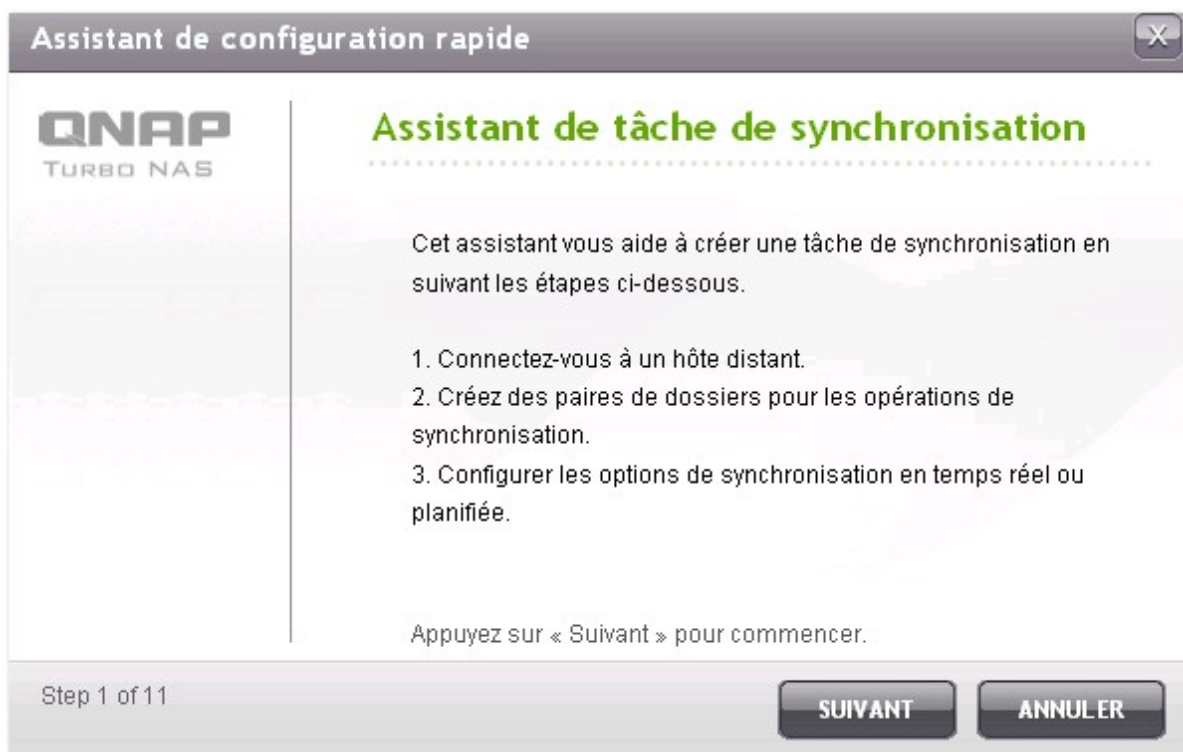 Assistant de configuration rapide
X
QNAP
TURBO NAS
Assistant de tâche de synchronisation
Cet assistant vous aide à créer une tâche de synchronisation en
suivant les étapes ci-dessous.
1. Connectez-vous à un hôte distant.
2. Créez des paires de dossiers pour les opérations de
synchronisation.
3. Configurer les options de synchronisation en temps réel ou
planifiée.
Appuyez sur « Suivant » pour commencer.
Step 1 of 11
SUIVANT
ANNULER